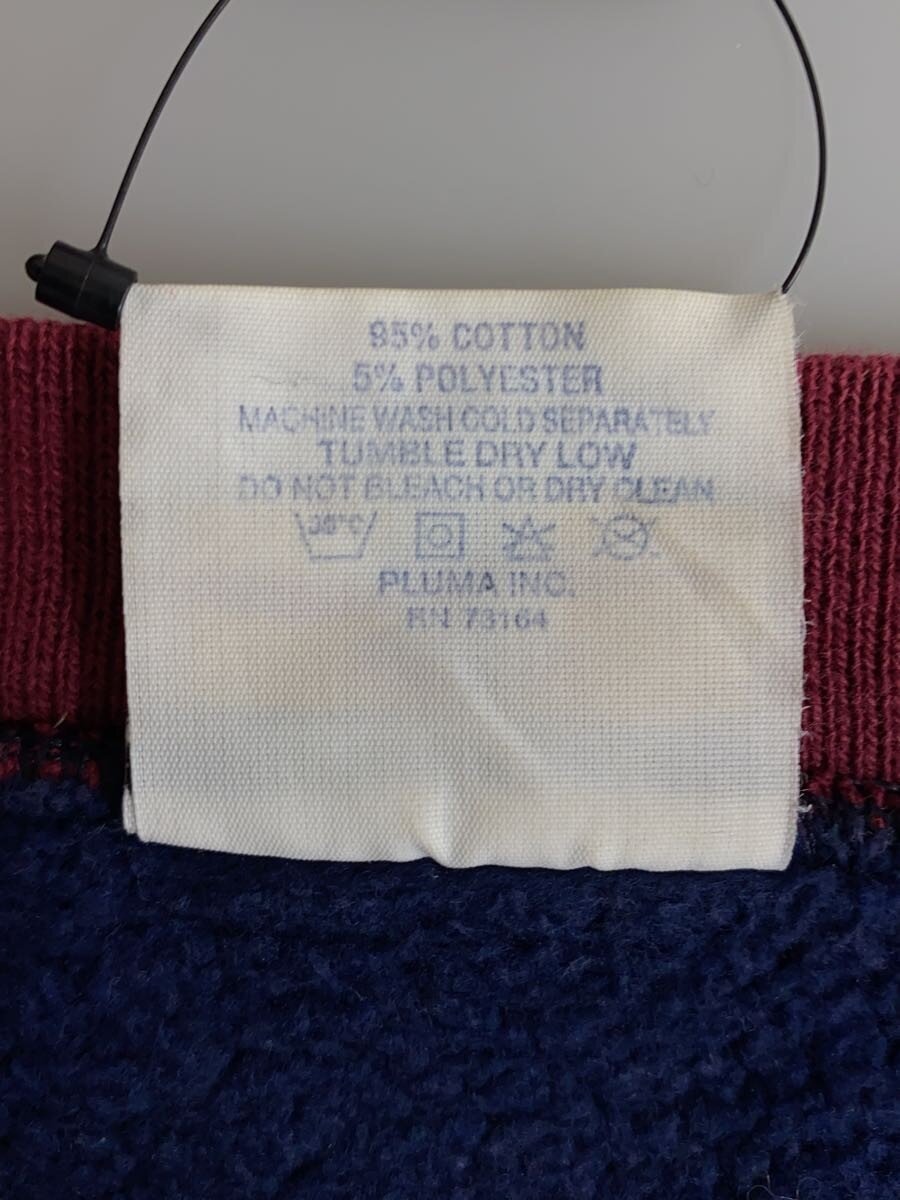 95% COTTON
5% POLYESTER
MACHINE WASH COLD SEPARATELY
TUMBLE DRY LOW
DO NOT BLEACH OR DRY CLEAN
PLUMA INC.
RN 73164